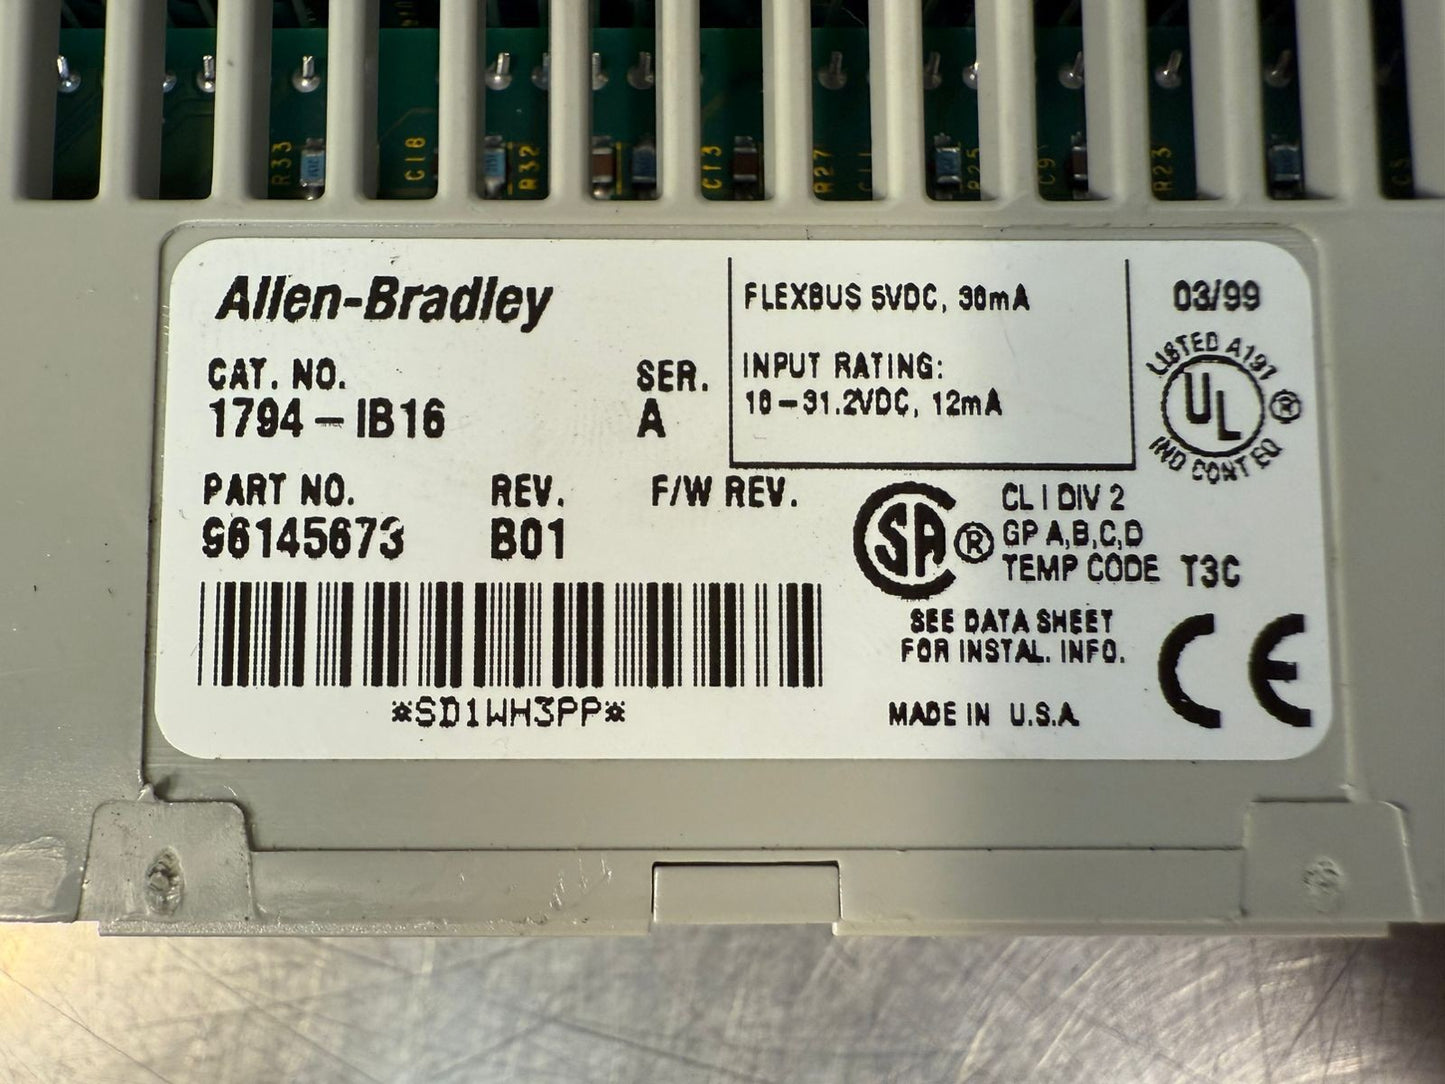 R33
C18
R32
C13
R27
C11
R25
C9
R23
Allen-Bradley
CAT. NO.
1794-IB16
SER.
A
PART NO.
96145673
REV.
B01
F/W REV.
*SD1WH3PP*
FLEXBUS 5VDC, 30mA
INPUT RATING:
10-31.2VDC, 12mA
03/99
LISTED A197
UL ®
IND CONT EQ
SA ®
CL I DIV 2
GP A,B,C,D
TEMP CODE T3C
SEE DATA SHEET
FOR INSTAL. INFO.
MADE IN U.S.A
CE